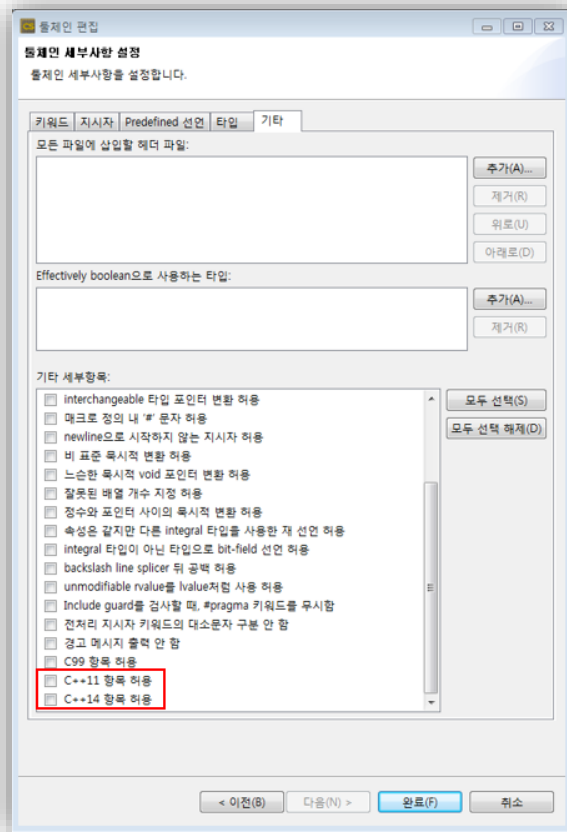 CS 툴체인 편집
툴체인 세부사항 설정
툴체인 세부사항을 설정합니다.
키워드 지시자 Predefined 선언 타입 기타
모든 파일에 삽입할 헤더 파일:
추가(A)...
제거(R)
위로(U)
아래로(D)
Effectively boolean으로 사용하는 타입:
추가(A)...
제거(R)
기타 세부항목:
interchangeable 타입 포인터 변환 허용
매크로 정의 내 '#' 문자 허용
newline으로 시작하지 않는 지시자 허용
비 표준 묵시적 변환 허용
느슨한 묵시적 void 포인터 변환 허용
잘못된 배열 개수 지정 허용
정수와 포인터 사이의 묵시적 변환 허용
속성은 같지만 다른 integral 타입을 사용한 재 선언 허용
integral 타입이 아닌 타입으로 bit-field 선언 허용
backslash line splicer 뒤 공백 허용
unmodifiable rvalue를 lvalue처럼 사용 허용
Include guard를 검사할 때, #pragma 키워드를 무시함
전처리 지시자 키워드의 대소문자 구분 안 함
경고 메시지 출력 안 함
C99 항목 허용
C++11 항목 허용
C++14 항목 허용
모두 선택(S)
모두 선택 해제(D)
< 이전(B) 다음(N) > 완료(F) 취소